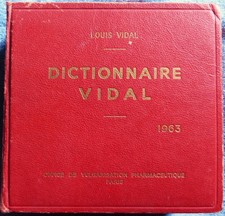 LOUIS VIDAL
DICTIONNAIRE
VIDAL
1963
OFFICE DE VULGARISATION PHARMACEUTIQUE
PARIS